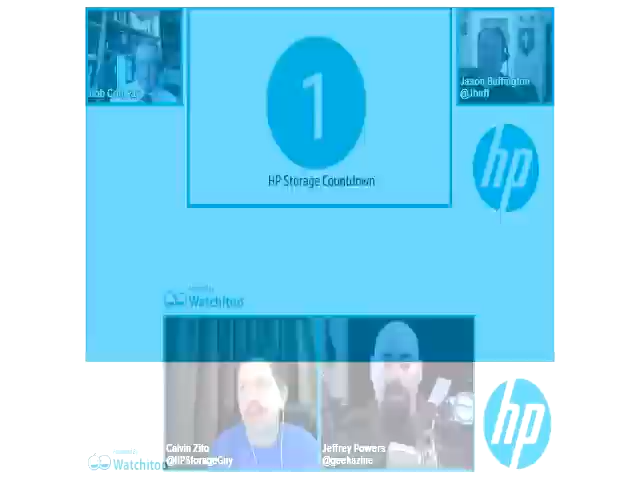 1
HP Storage Countdown
Jason Buffington
@Jbuff
hp
Watchitoo
Calvin Zito
@HPStorageGuy
Jeffrey Powers
@geekazine
hp
Watchitoo